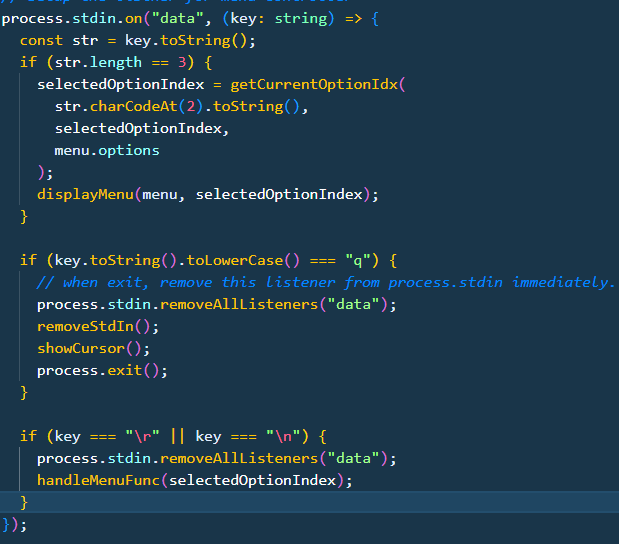 process.stdin.on("data", (key: string) => {
const str = key.toString();
if (str.length == 3) {
selectedOptionIndex = getCurrentOptionIdx(
str.charCodeAt(2).toString(),
selectedOptionIndex,
menu.options
);
displayMenu(menu, selectedOptionIndex);
}
if (key.toString().toLowerCase() === "q") {
// when exit, remove this listener from process.stdin immediately.
process.stdin.removeAllListeners("data");
removeStdIn();
showCursor();
process.exit();
}
if (key === "\r" || key === "\n") {
process.stdin.removeAllListeners("data");
handleMenuFunc(selectedOptionIndex);
}
});